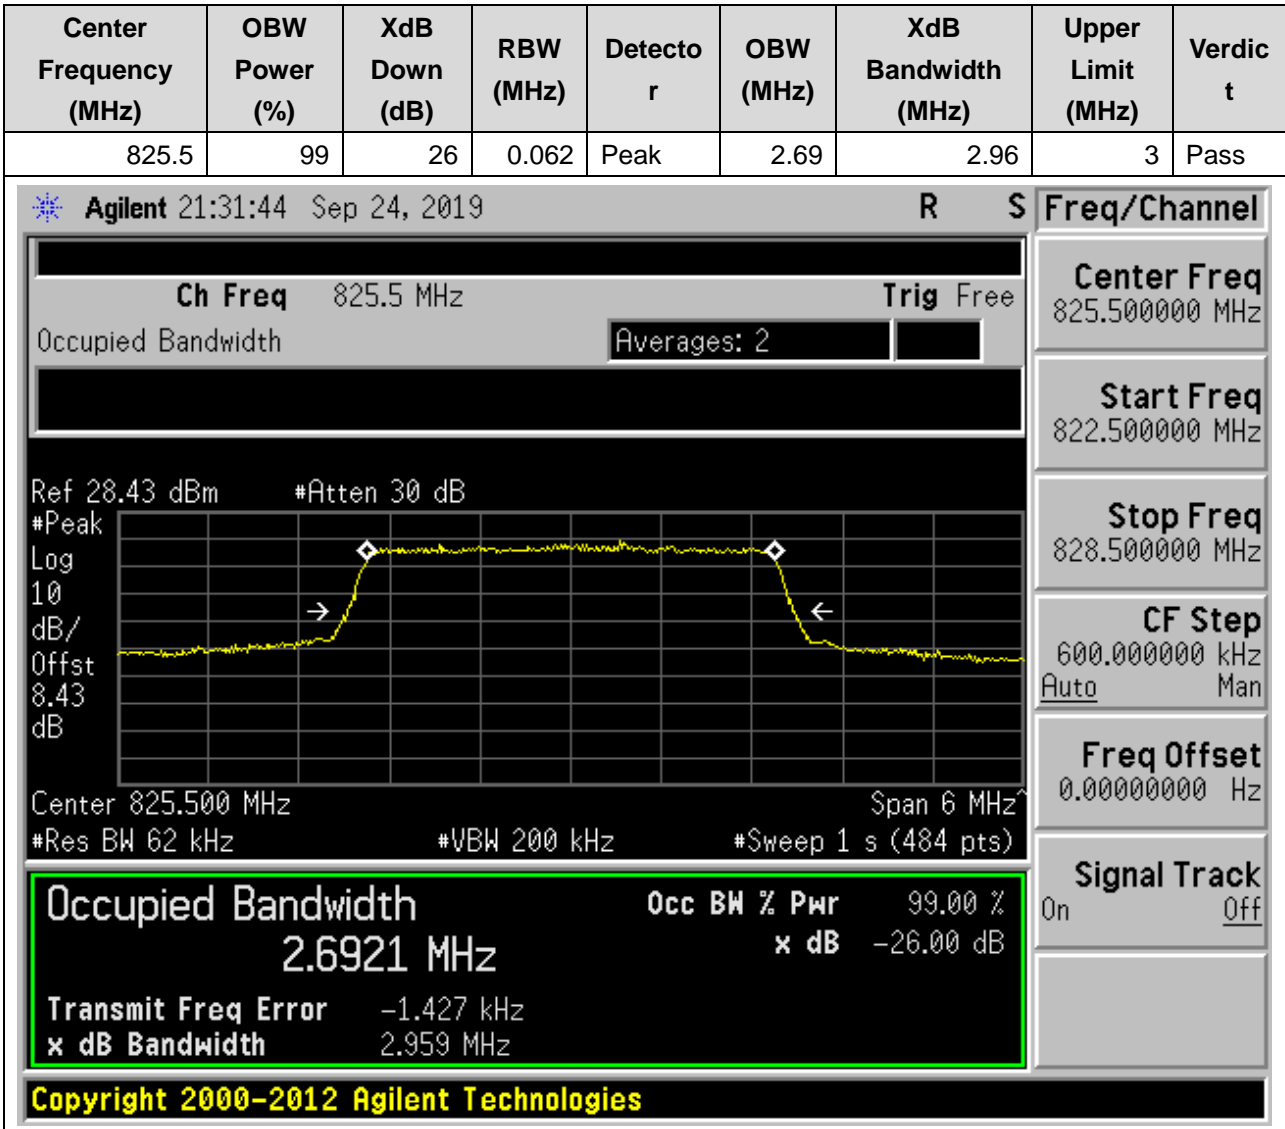 Center Frequency (MHz) OBW Power (%) XdB Down (dB) RBW (MHz) Detecto r OBW (MHz) XdB Bandwidth (MHz) Upper Limit (MHz) Verdic t
825.5 99 26 0.062 Peak 2.69 2.96 3 Pass
Agilent 21:31:44 Sep 24, 2019 R S Freq/Channel
Ch Freq 825.5 MHz Trig Free
Occupied Bandwidth Averages: 2
Center Freq
825.500000 MHz
Start Freq
822.500000 MHz
Stop Freq
828.500000 MHz
CF Step
600.000000 kHz
Auto Man
Freq Offset
0.00000000 Hz
Signal Track
On Off
Ref 28.43 dBm #Atten 30 dB
#Peak
Log
10
dB/
Offst
8.43
dB
Center 825.500 MHz Span 6 MHz^
#Res BW 62 kHz #VBW 200 kHz #Sweep 1 s (484 pts)
Occupied Bandwidth Occ BW % Pwr 99.00 %
2.6921 MHz x dB -26.00 dB
Transmit Freq Error -1.427 kHz
x dB Bandwidth 2.959 MHz
Copyright 2000-2012 Agilent Technologies